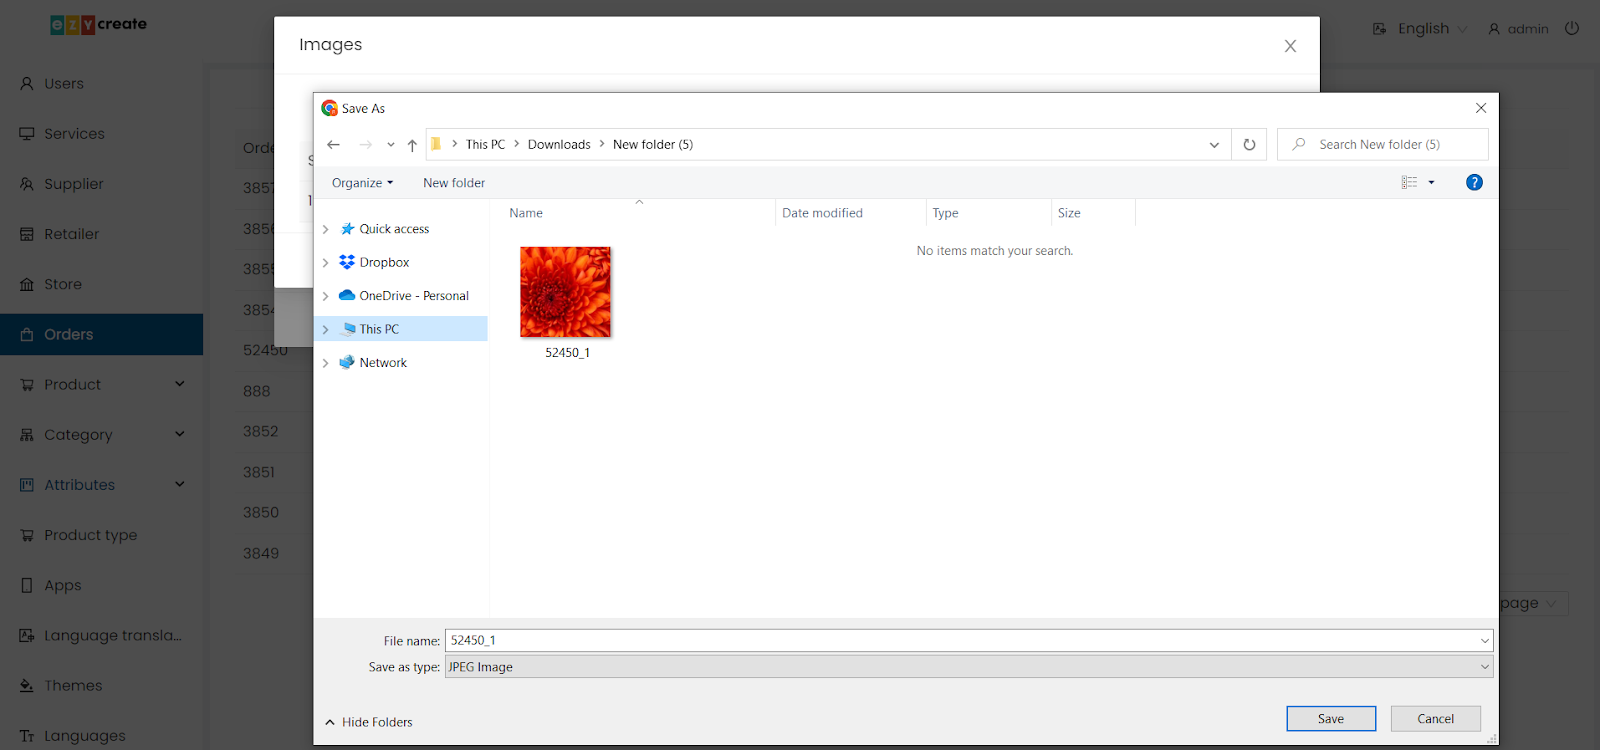 ezycreate
Images
English
admin
Users
Services
Supplier
Retailer
Store
Orders
Product
Category
Attributes
Product type
Apps
Language transla...
Themes
Languages
Orde
3857
3856
3855
3854
52450
888
3852
3851
3850
3849
S
1
page
Save As
This PC > Downloads > New folder (5)
Search New folder (5)
Organize
New folder
?
Name
Date modified
Type
Size
Quick access
Dropbox
OneDrive - Personal
This PC
Network
No items match your search.
52450_1
File name: 52450_1
Save as type: JPEG Image
Hide Folders
Save
Cancel